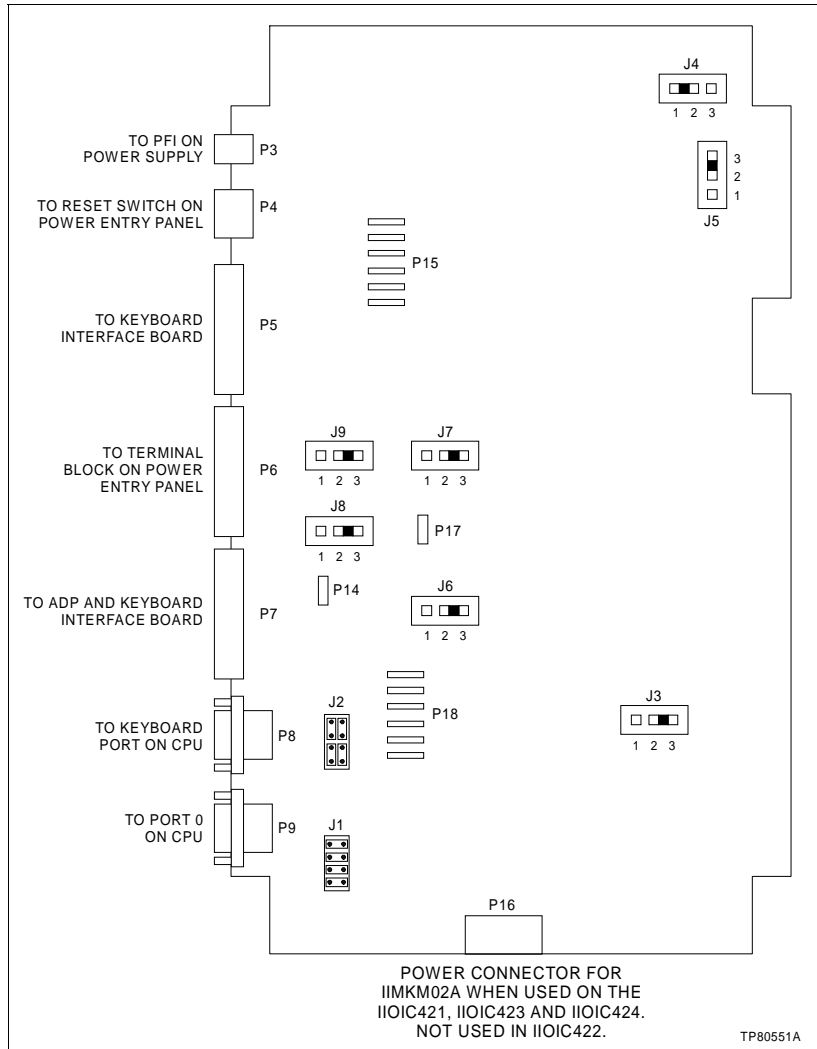 J4
1 2 3
TO PFI ON
POWER SUPPLY
P3
3
2
1
J5
TO RESET SWITCH ON
POWER ENTRY PANEL
P4
P15
TO KEYBOARD
INTERFACE BOARD
P5
J9
1 2 3
J7
1 2 3
TO TERMINAL
BLOCK ON POWER
ENTRY PANEL
P6
J8
1 2 3
P17
P14
J6
1 2 3
TO ADP AND KEYBOARD
INTERFACE BOARD
P7
J2
P18
J3
1 2 3
TO KEYBOARD
PORT ON CPU
P8
TO PORT 0
ON CPU
P9
J1
P16
POWER CONNECTOR FOR
IIMKM02A WHEN USED ON THE
IIOIC421, IIOIC423 AND IIOIC424.
NOT USED IN IIOIC422.
TP80551A